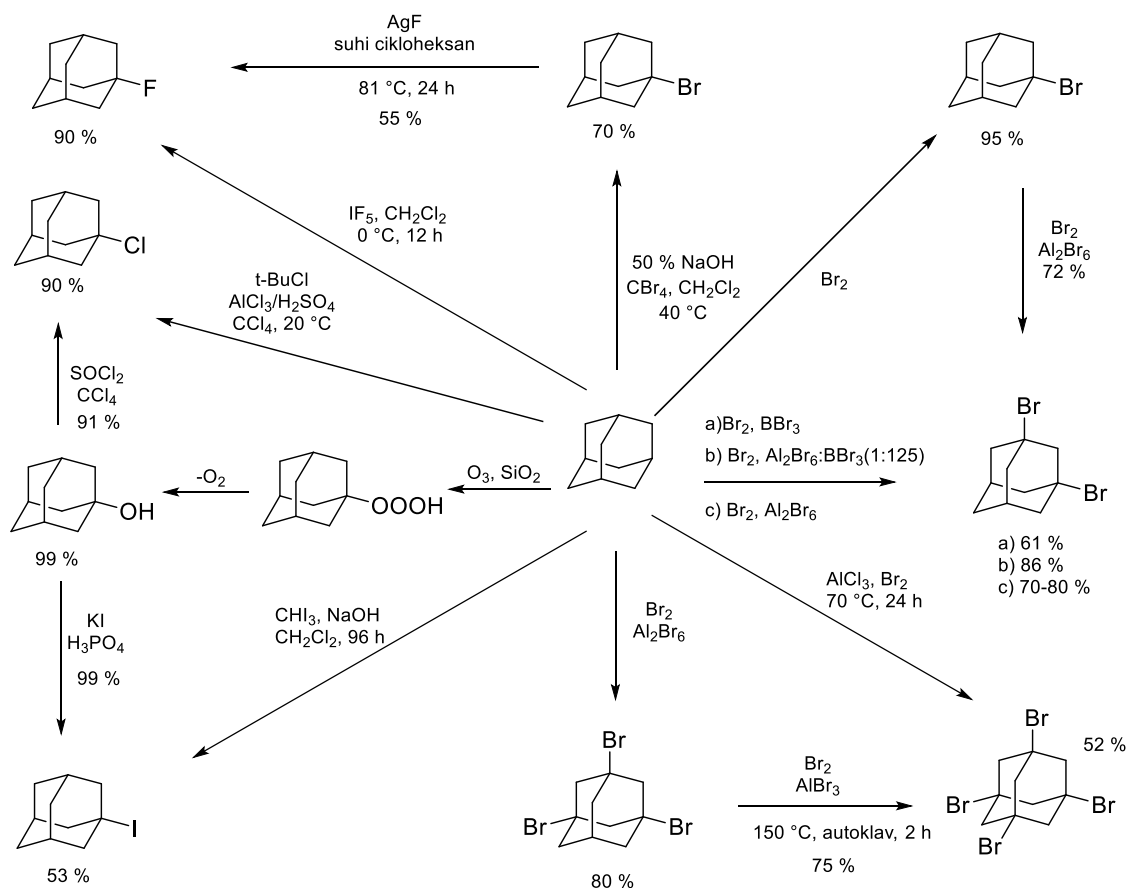 AgF
suhi cikloheksan
81 °C, 24 h
55 %
F
90 %
Br
70 %
Br
95 %
IF5, CH2Cl2
0 °C, 12 h
Cl
90 %
t-BuCl
AlCl3/H2SO4
CCl4, 20 °C
50 % NaOH
CBr4, CH2Cl2
40 °C
Br2
Br2
Al2Br6
72 %
SOCl2
CCl4
91 %
OH
99 %
-O2
OOOH
O3, SiO2
a)Br2, BBr3
b) Br2, Al2Br6:BBr3(1:125)
c) Br2, Al2Br6
Br
Br
a) 61 %
b) 86 %
c) 70-80 %
KI
H3PO4
99 %
CHI3, NaOH
CH2Cl2, 96 h
Br2
Al2Br6
AlCl3, Br2
70 °C, 24 h
I
53 %
Br
Br
Br
80 %
Br2
AlBr3
150 °C, autoklav, 2 h
75 %
Br
52 %
Br
Br
Br